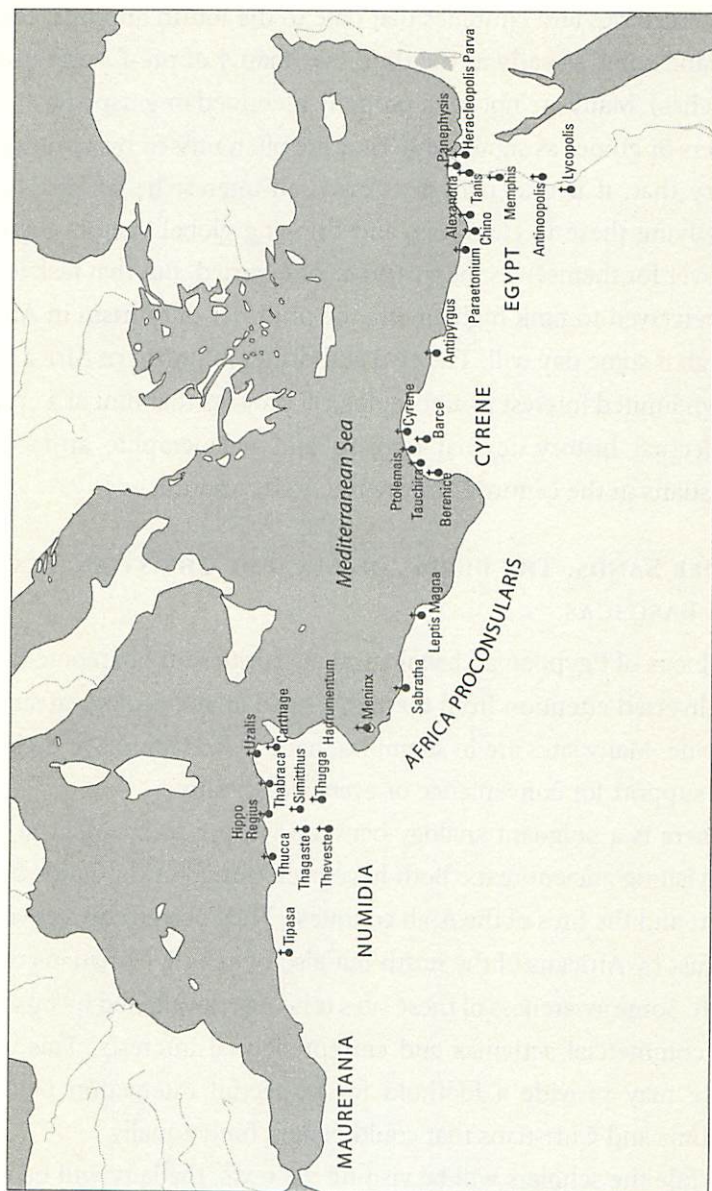 Mediterranean Sea
MAURETANIA
NUMIDIA
AFRICA PROCONSULARIS
CYRENE
EGYPT
Tipasa
Thucca
Hippo
Regius
Thagaste
Theveste
Thabraca
Simitthus
Thugga
Uzalis
Carthage
Hadrumentum
Meninx
Sabratha
Leptis Magna
Berenice
Tauchira
Ptolemais
Barce
Cyrene
Antipyrgus
Paraetonium
Chino
Alexandria
Tanis
Panephysis
Heracleopolis Parva
Memphis
Antinoopolis
Lycopolis